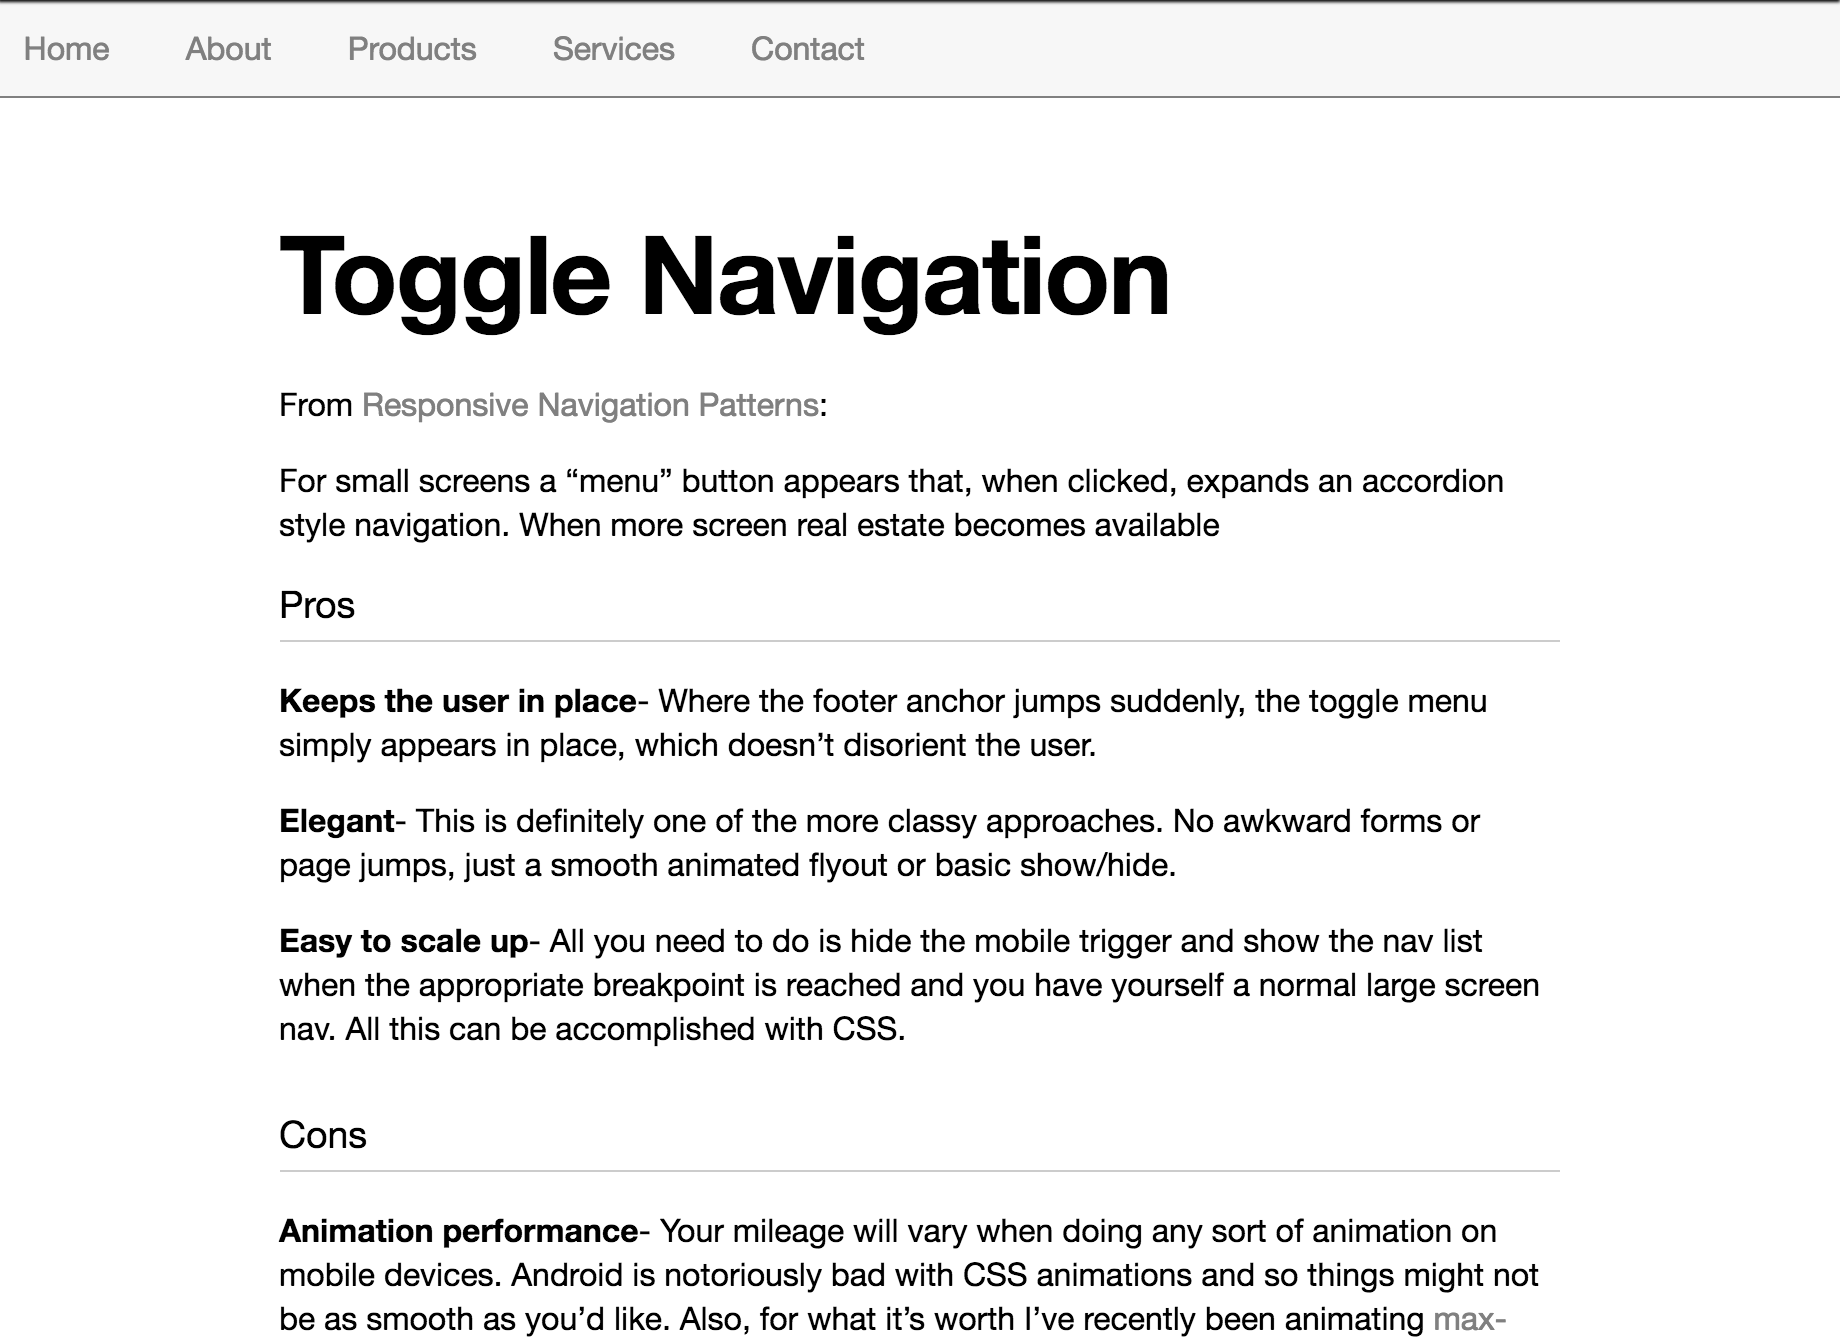 Home About Products Services Contact
Toggle Navigation
From Responsive Navigation Patterns:
For small screens a “menu” button appears that, when clicked, expands an accordion
style navigation. When more screen real estate becomes available
Pros
Keeps the user in place- Where the footer anchor jumps suddenly, the toggle menu
simply appears in place, which doesn’t disorient the user.
Elegant- This is definitely one of the more classy approaches. No awkward forms or
page jumps, just a smooth animated flyout or basic show/hide.
Easy to scale up- All you need to do is hide the mobile trigger and show the nav list
when the appropriate breakpoint is reached and you have yourself a normal large screen
nav. All this can be accomplished with CSS.
Cons
Animation performance- Your mileage will vary when doing any sort of animation on
mobile devices. Android is notoriously bad with CSS animations and so things might not
be as smooth as you’d like. Also, for what it’s worth I’ve recently been animating max-